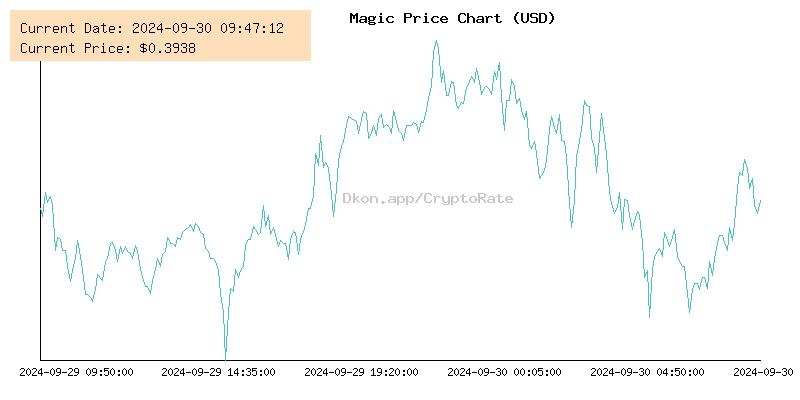 Magic Price Chart (USD)
Current Date: 2024-09-30 09:47:12
Current Price: $0.3938
Dkon.app/CryptoRate
2024-09-29 09:50:00 2024-09-29 14:35:00 2024-09-29 19:20:00 2024-09-30 00:05:00 2024-09-30 04:50:00 2024-09-30